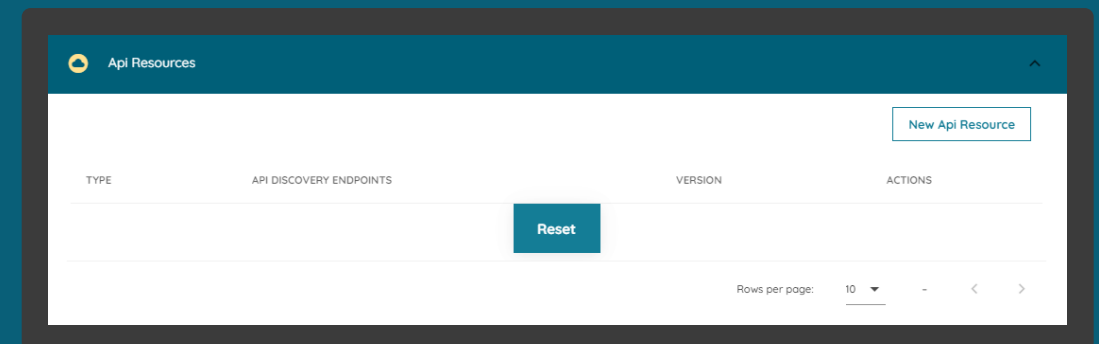 Api Resources
New Api Resource
TYPE API DISCOVERY ENDPOINTS VERSION ACTIONS
Reset
Rows per page: 10 –